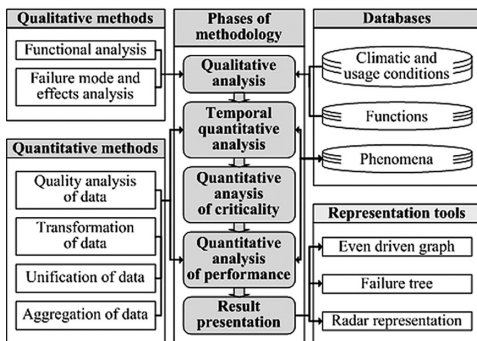 Qualitative methods
Functional analysis
Failure mode and
effects analysis
Quantitative methods
Quality analysis
of data
Transformation
of data
Unification of data
Aggregation of data
Phases of
methodology
Qualitative
analysis
Temporal
quantitative
analysis
Quantitative
anaysis
of criticality
Quantitative
analysis
of performance
Result
presentation
Databases
Climatic and
usage conditions
Functions
Phenomena
Representation tools
Even driven graph
Failure tree
Radar representation